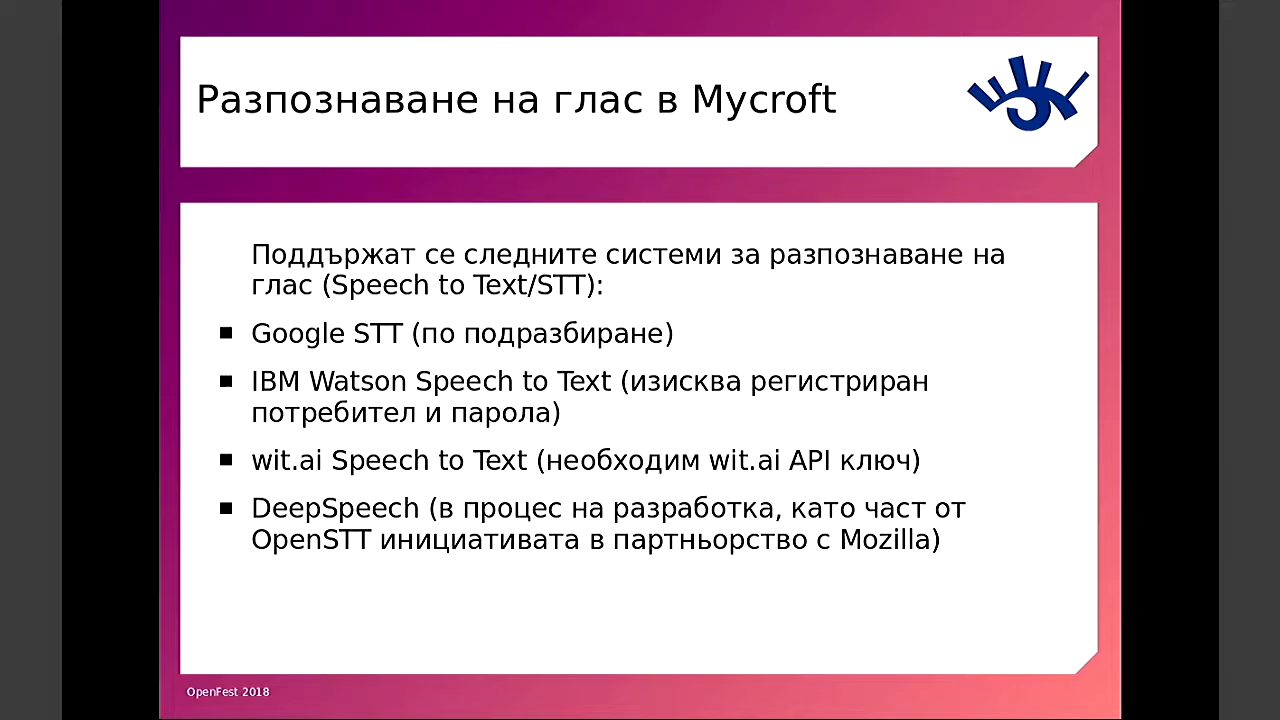 Разпознаване на глас в Mycroft
Поддържат се следните системи за разпознаване на
глас (Speech to Text/STT):
Google STT (по подразбиране)
IBM Watson Speech to Text (изисква регистриран
потребител и парола)
wit.ai Speech to Text (необходим wit.ai API ключ)
DeepSpeech (в процес на разработка, като част от
OpenSTT инициативата в партньорство с Mozilla)
OpenFest 2018